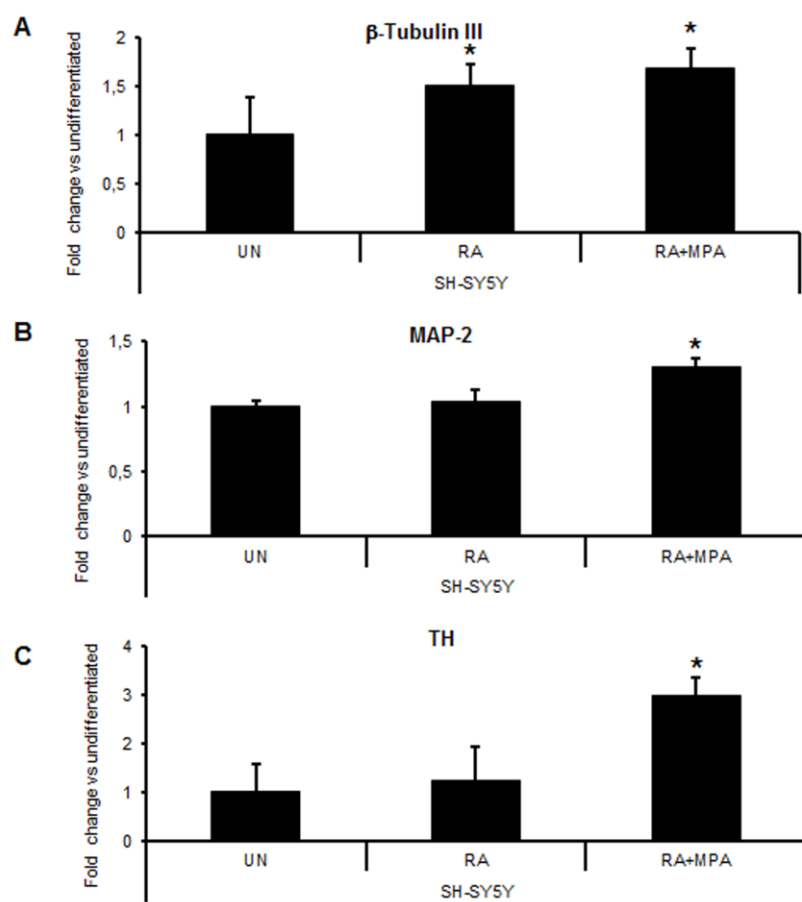 A
β-Tubulin III
Fold change vs undifferentiated
2
1,5
1
0,5
0
*
*
UN RA RA+MPA
SH-SY5Y
B
MAP-2
Fold change vs undifferentiated
1,5
1
0,5
0
*
UN RA RA+MPA
SH-SY5Y
C
TH
Fold change vs undifferentiated
4
3
2
1
0
*
UN RA RA+MPA
SH-SY5Y